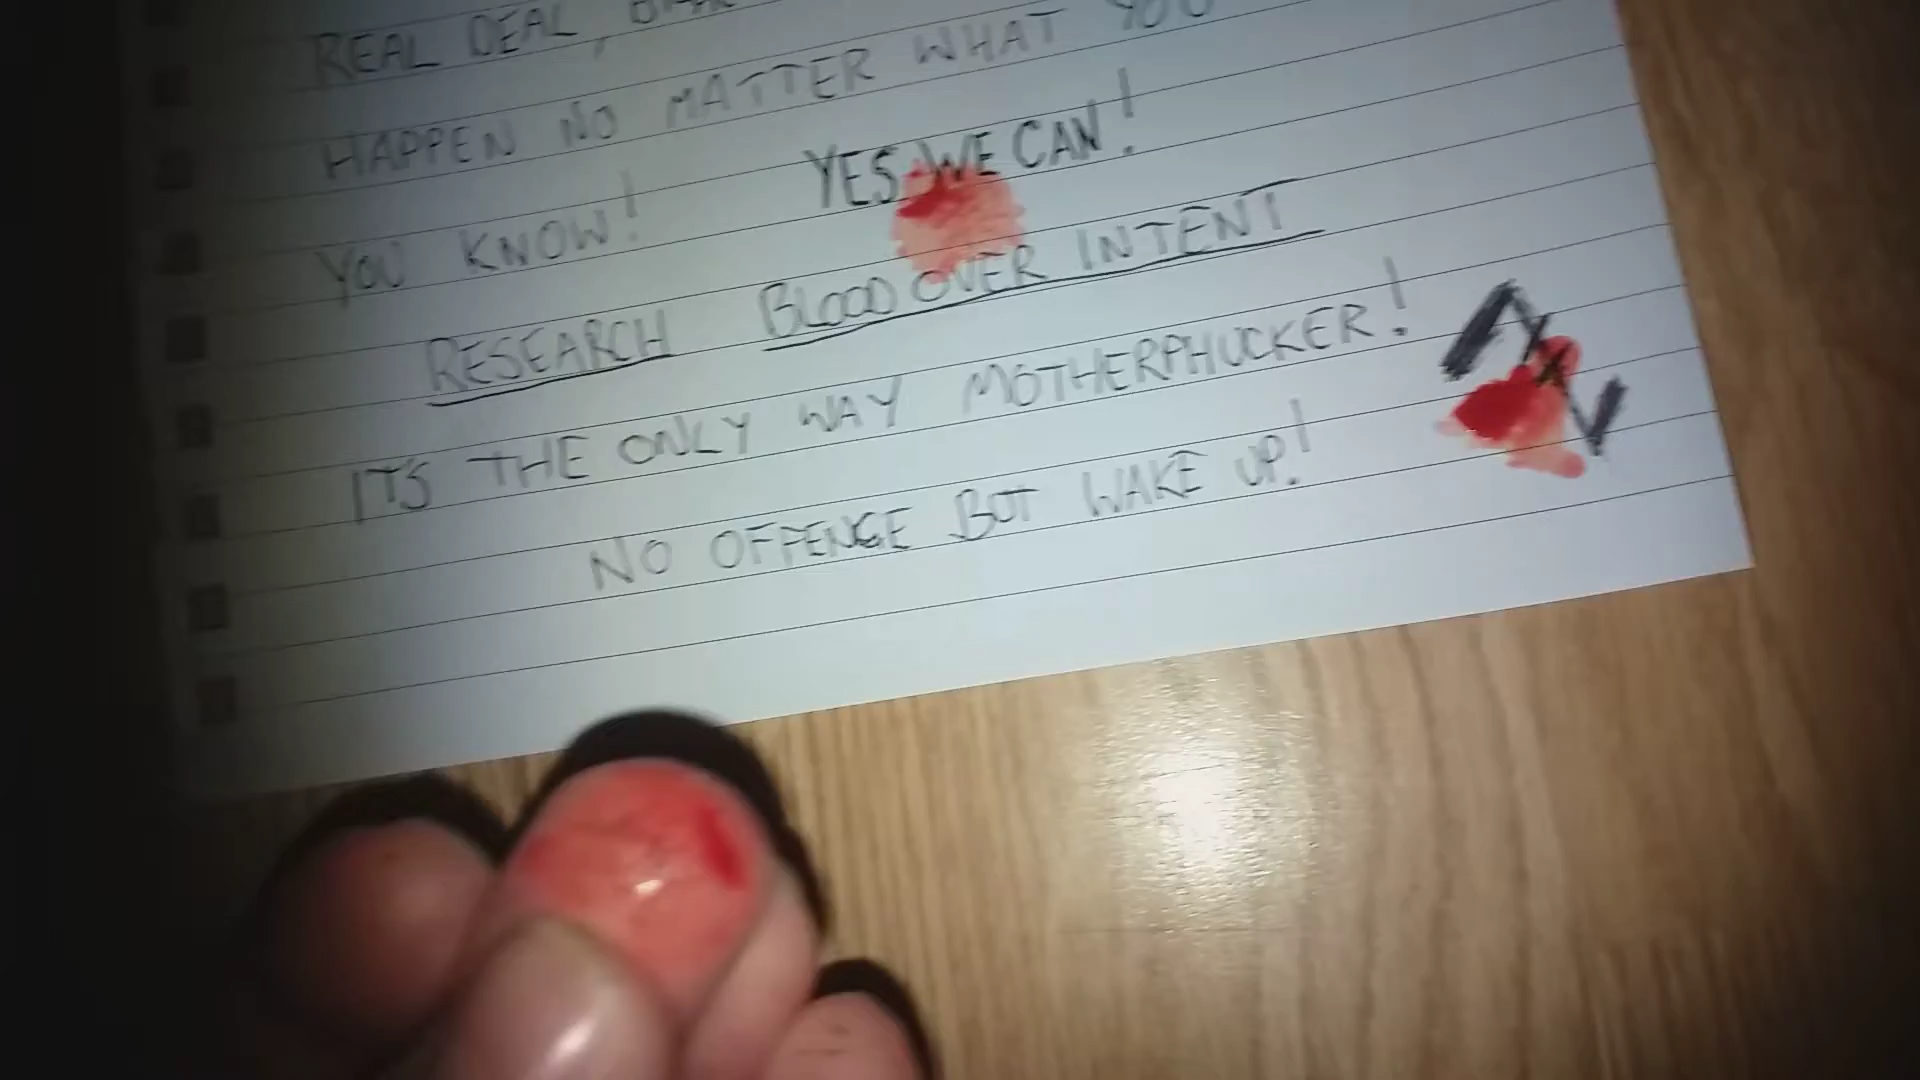 REAL DEAL,
HAPPEN NO MATTER WHAT YOU
YOU KNOW! YES WE CAN!
RESEARCH BLOOD OVER INTENT
IT'S THE ONLY WAY MOTHERPHUCKER!
NO OFFENCE BUT WAKE UP!